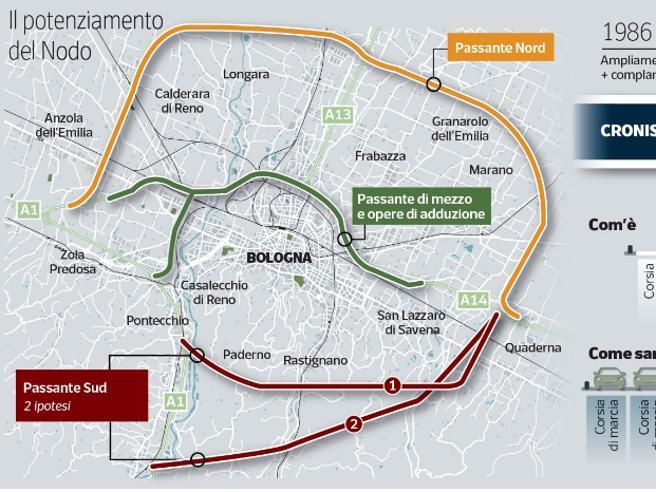 Il potenziamento
del Nodo
Passante Nord
Longara
Calderara
di Reno
Anzola
dell'Emilia
A13
Granarolo
dell'Emilia
Frabazza
Marano
A1
Passante di mezzo
e opere di adduzione
Zola
Predosa
BOLOGNA
Casalecchio
di Reno
A14
Pontecchio
San Lazzaro
di Savena
Quaderna
Paderno
Rastignano
Passante Sud
2 ipotesi
A1
1
2
1986
+
CRONIS
Com'è
Corsia
Come sar
Corsia
di marcia
Corsia